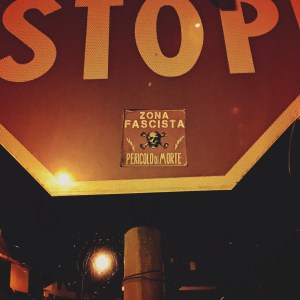 STOP
ZONA
FASCISTA
PERICOLO DI MORTE